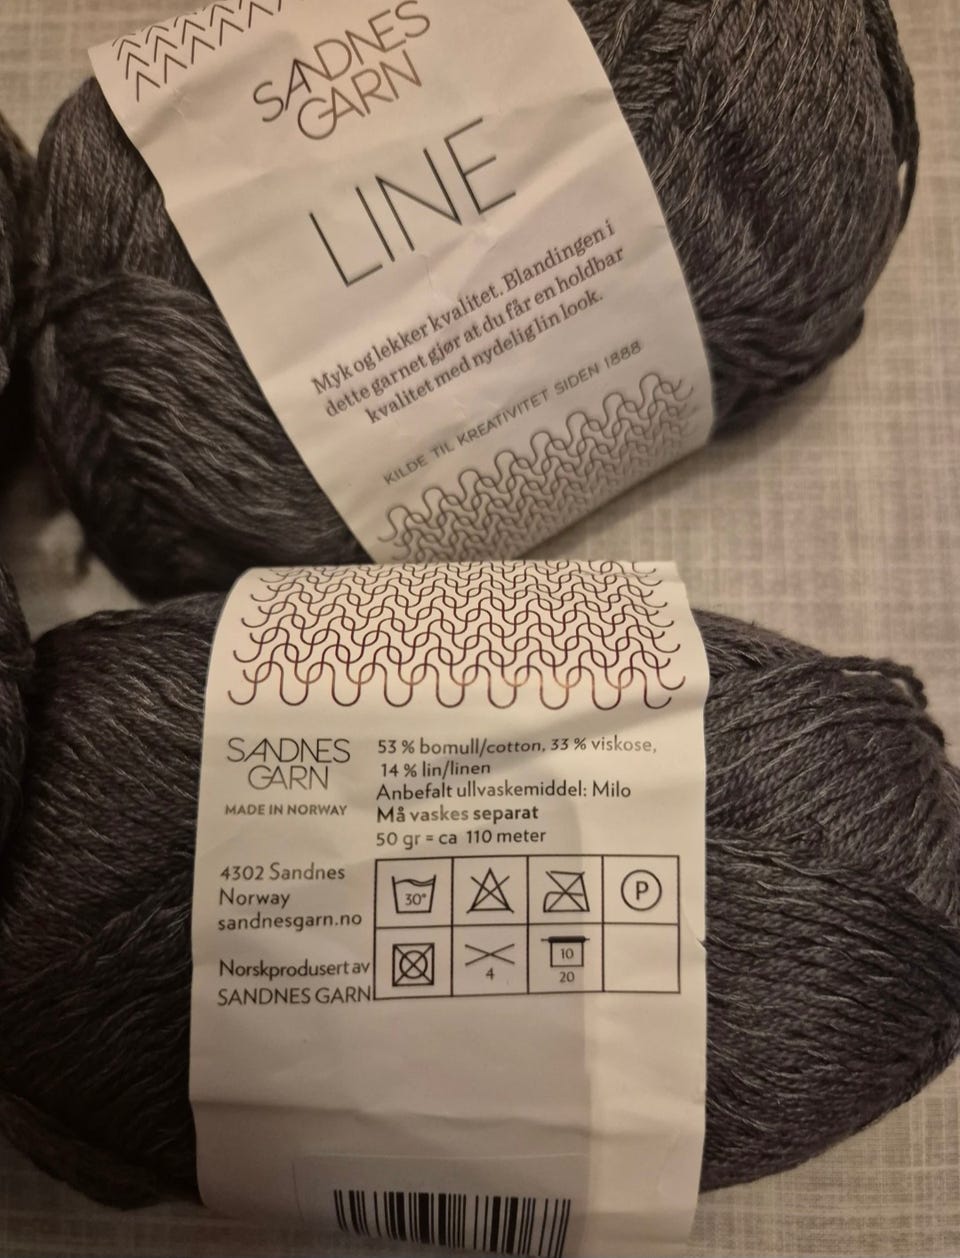 SANDNES
GARN
LINE
Myk og lekker kvalitet. Blandingen i
dette garnet gjør at du får en holdbar
kvalitet med nydelig lin look.
KILDE TIL KREATIVITET SIDEN 1888
SANDNES
GARN
MADE IN NORWAY
53 % bomull/cotton, 33 % viskose,
14 % lin/linen
Anbefalt ullvaskemiddel: Milo
Må vaskes separat
50 gr = ca 110 meter
4302 Sandnes
Norway
sandnesgarn.no
Norskprodusert av
SANDNES GARN
30°
P
4
10
20